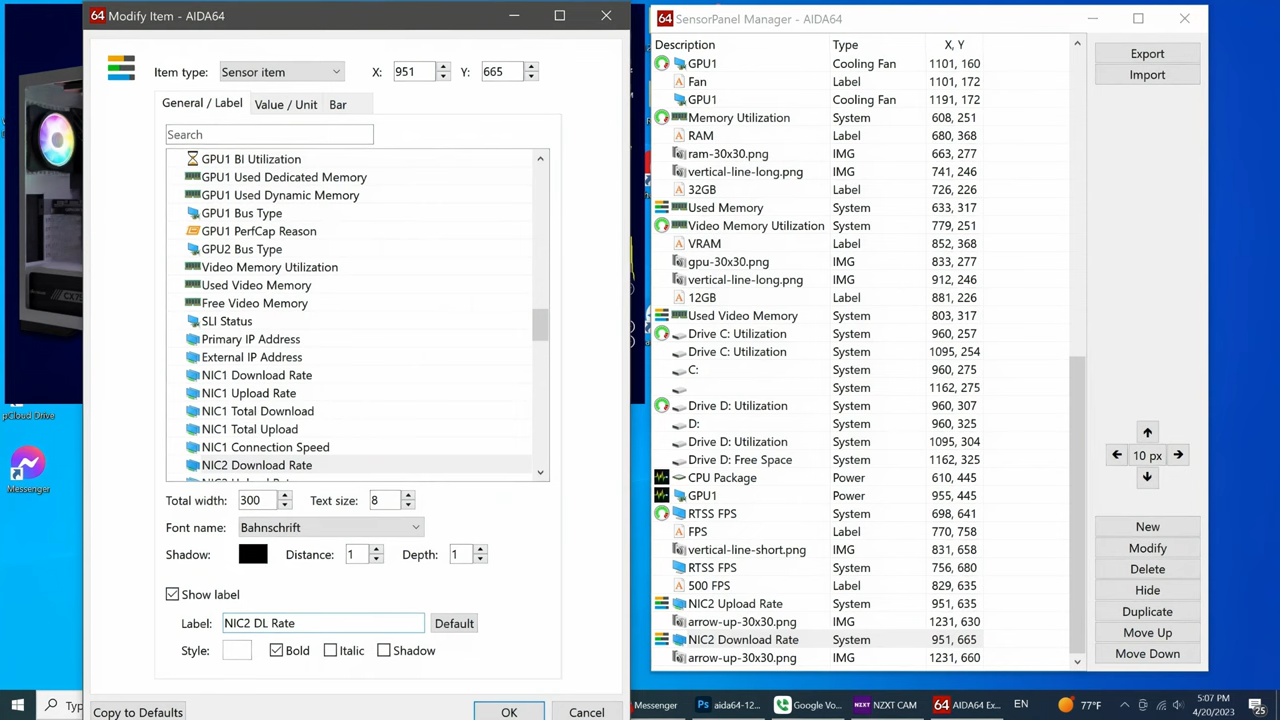 64 Modify Item - AIDA64
Item type: Sensor item X: 951 Y: 665
General / Label Value / Unit Bar
Search
GPU1 BI Utilization
GPU1 Used Dedicated Memory
GPU1 Used Dynamic Memory
GPU1 Bus Type
GPU1 PerfCap Reason
GPU2 Bus Type
Video Memory Utilization
Used Video Memory
Free Video Memory
SLI Status
Primary IP Address
External IP Address
NIC1 Download Rate
NIC1 Upload Rate
NIC1 Total Download
NIC1 Total Upload
NIC1 Connection Speed
NIC2 Download Rate
Total width: 300 Text size: 8
Font name: Bahnschrift
Shadow: Distance: 1 Depth: 1
Show label
Label: NIC2 DL Rate Default
Style: Bold Italic Shadow
Copy to Defaults OK Cancel
64 SensorPanel Manager - AIDA64
Description Type X, Y
GPU1 Cooling Fan 1101, 160
A Fan Label 1101, 172
GPU1 Cooling Fan 1191, 172
Memory Utilization System 608, 251
A RAM Label 680, 368
ram-30x30.png IMG 663, 277
vertical-line-long.png IMG 741, 246
A 32GB Label 726, 226
Used Memory System 633, 317
Video Memory Utilization System 779, 251
A VRAM Label 852, 368
gpu-30x30.png IMG 833, 277
vertical-line-long.png IMG 912, 246
A 12GB Label 881, 226
Used Video Memory System 803, 317
Drive C: Utilization System 960, 257
Drive C: Utilization System 1095, 254
C: System 960, 275
System 1162, 275
Drive D: Utilization System 960, 307
D: System 960, 325
Drive D: Utilization System 1095, 304
Drive D: Free Space System 1162, 325
CPU Package Power 610, 445
GPU1 Power 955, 445
RTSS FPS System 698, 641
A FPS Label 770, 758
vertical-line-short.png IMG 831, 658
RTSS FPS System 756, 680
A 500 FPS Label 829, 635
NIC2 Upload Rate System 951, 635
arrow-up-30x30.png IMG 1231, 630
NIC2 Download Rate System 951, 665
arrow-up-30x30.png IMG 1231, 660
Export
Import
10 px
New
Modify
Delete
Hide
Duplicate
Move Up
Move Down
pCloud Drive
Messenger
Typ
Messenger
Ps aida64-12...
Google Vo...
NZXT NZXT CAM
64 AIDA64 Ex...
EN
77°F
5:07 PM
4/20/2023
25